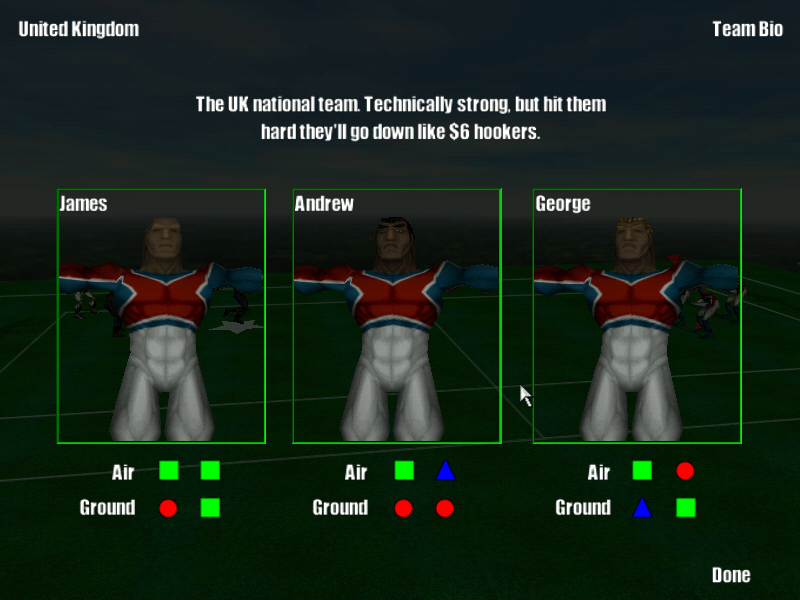 United Kingdom
Team Bio
The UK national team. Technically strong, but hit them
hard they'll go down like $6 hookers.
James
Andrew
George
Air
Air
Air
Ground
Ground
Ground
Done